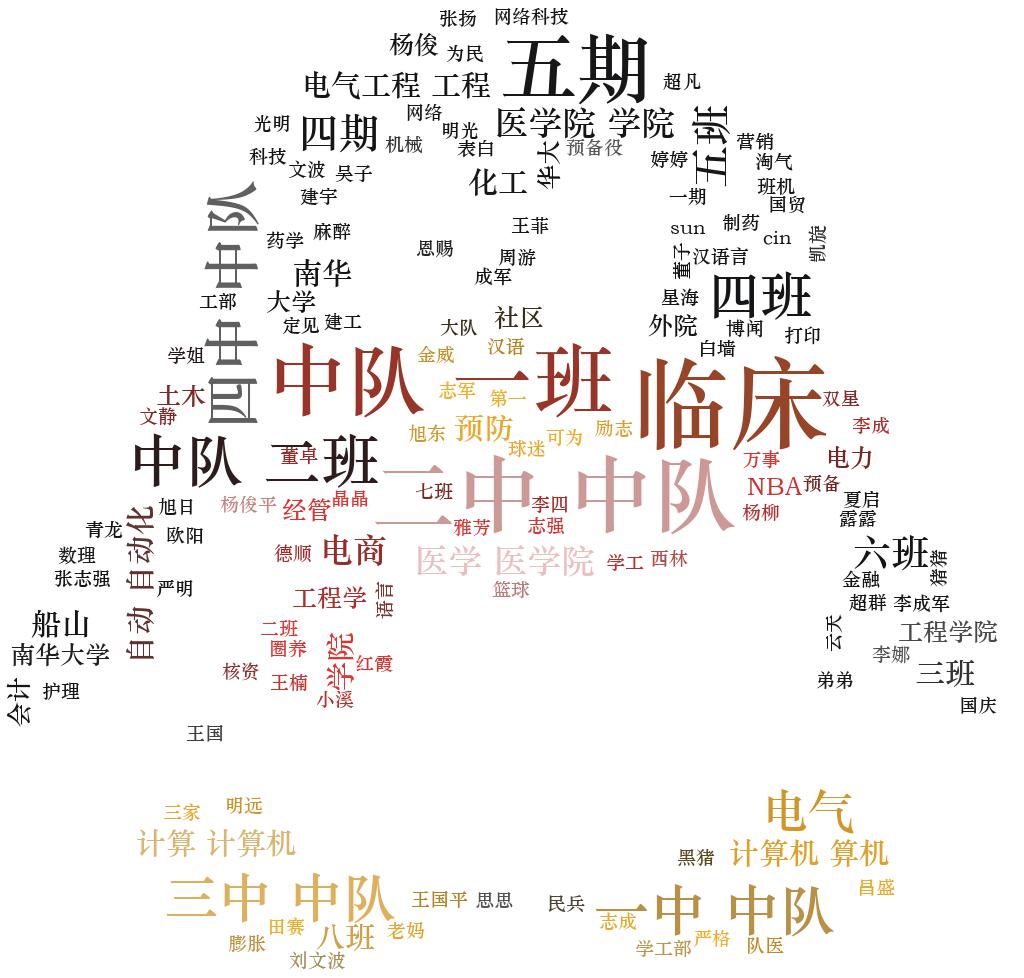 张扬 网络科技
杨俊 为民 五期
电气工程 工程 超凡
网络
光明 四期 机械 明光 医学院 学院 五班 营销
科技 文波 吴子 表白 华大 预备役 婷婷 淘气
建宇 化工 一期 班机
国贸
四中 中队 药学 麻醉 恩赐 王菲 sun 制药 cin 凯旋
南华 周游 董子 汉语言
工部 大学 成军 星海 四班
定见 建工 大队 社区 外院 博闻 打印
学姐 中队 金威 汉语 一班 白墙
土木 志军 第一 临床 双星
文静 旭东 预防 球迷 可为 励志 李成
中队 二班 董卓 万事 电力
二中 中队 NBA 预备
旭日 杨俊平 经管 晶晶 七班 李四 杨柳 夏启
青龙 自动 自动化 欧阳 雅芳 志强 露露
数理 德顺 电商 医学 医学院 学工 西林 六班 猪猪
张志强 严明 篮球 金融
船山 工程学 语言 超群 李成军
南华大学 二班 圈养 学院 云天 工程学院
会计 护理 核资 王楠 红霞 小溪 李娜 弟弟 三班
国庆
王国
三家 明远 电气
计算 计算机 黑猪 计算机 算机
三中 中队 王国平 思思 民兵 一中 中队 昌盛
田赛 八班 老妈 志成
膨胀 学工部 严格 队医
刘文波